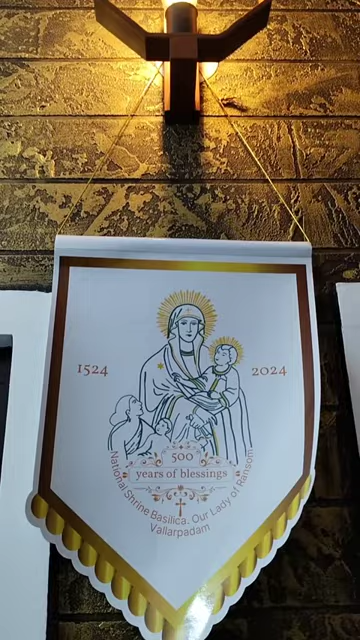 1524
2024
500
years of blessings
National Shrine Basilica. Our Lady of Ransom
Vallarpadam